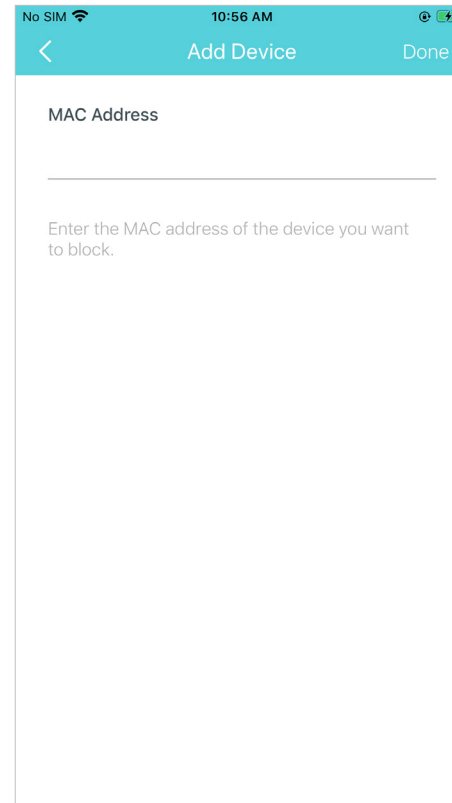 No SIM 10:56 AM
Add Device Done
MAC Address
Enter the MAC address of the device you want
to block.